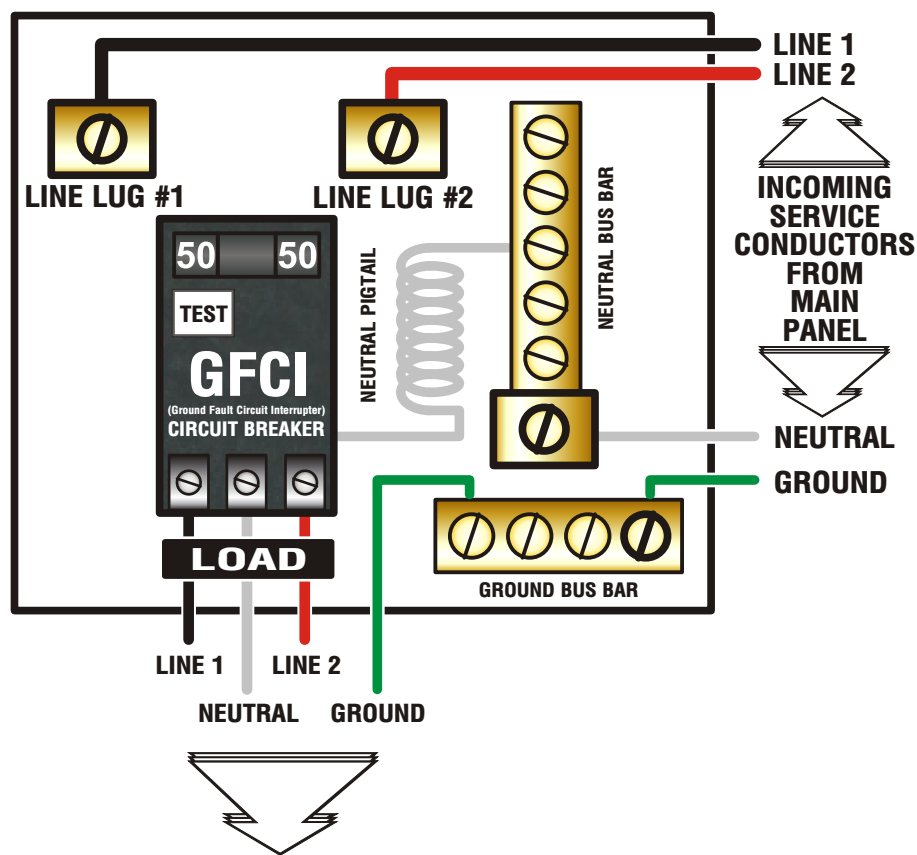 LINE 1
LINE 2
LINE LUG #1
LINE LUG #2
INCOMING
SERVICE
CONDUCTORS
FROM
MAIN
PANEL
50 50
TEST
GFCI
(Ground Fault Circuit Interrupter)
CIRCUIT BREAKER
NEUTRAL PIGTAIL
NEUTRAL BUS BAR
NEUTRAL
GROUND
LOAD
GROUND BUS BAR
LINE 1 LINE 2
NEUTRAL GROUND